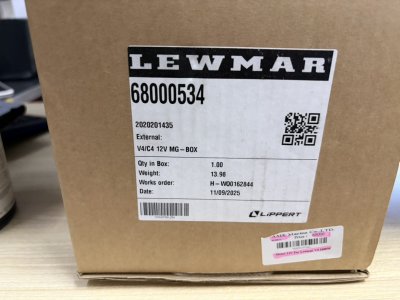 LEWMAR
68000534
2020201435
External:
V4/C4 12V MG-BOX
Qty in Box: 1.00
Weight: 13.98
Works order: H-WO0162844
Date: 11/09/2025
LIPPERT